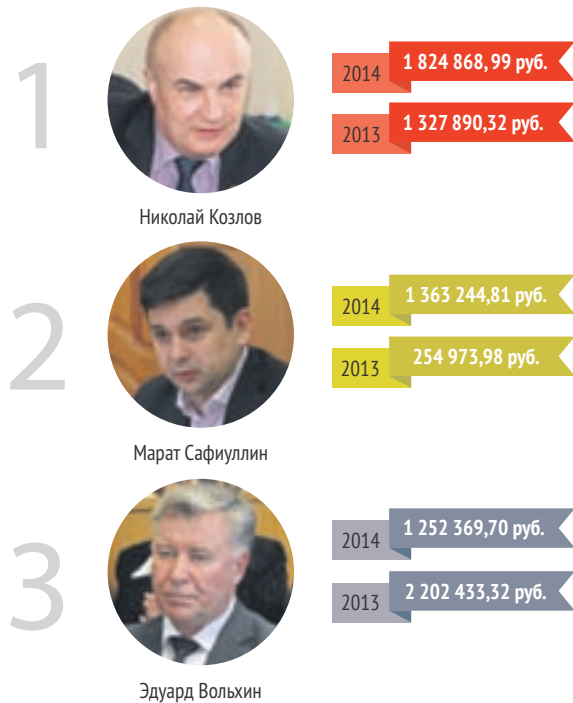 1
2014 1 824 868,99 руб.
2013 1 327 890,32 руб.
Николай Козлов
2
2014 1 363 244,81 руб.
2013 254 973,98 руб.
Марат Сафиуллин
3
2014 1 252 369,70 руб.
2013 2 202 433,32 руб.
Эдуард Вольхин